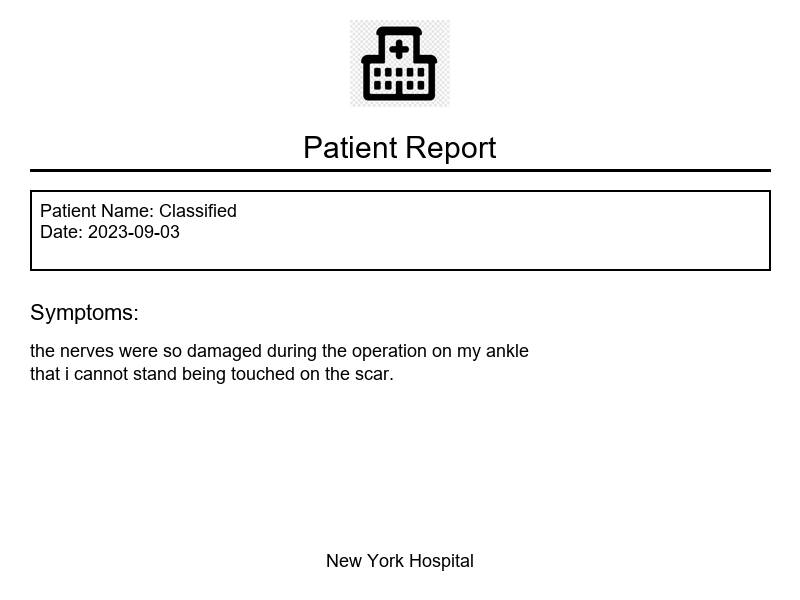 Patient Report
Patient Name: Classified
Date: 2023-09-03
Symptoms:
the nerves were so damaged during the operation on my ankle
that i cannot stand being touched on the scar.
New York Hospital